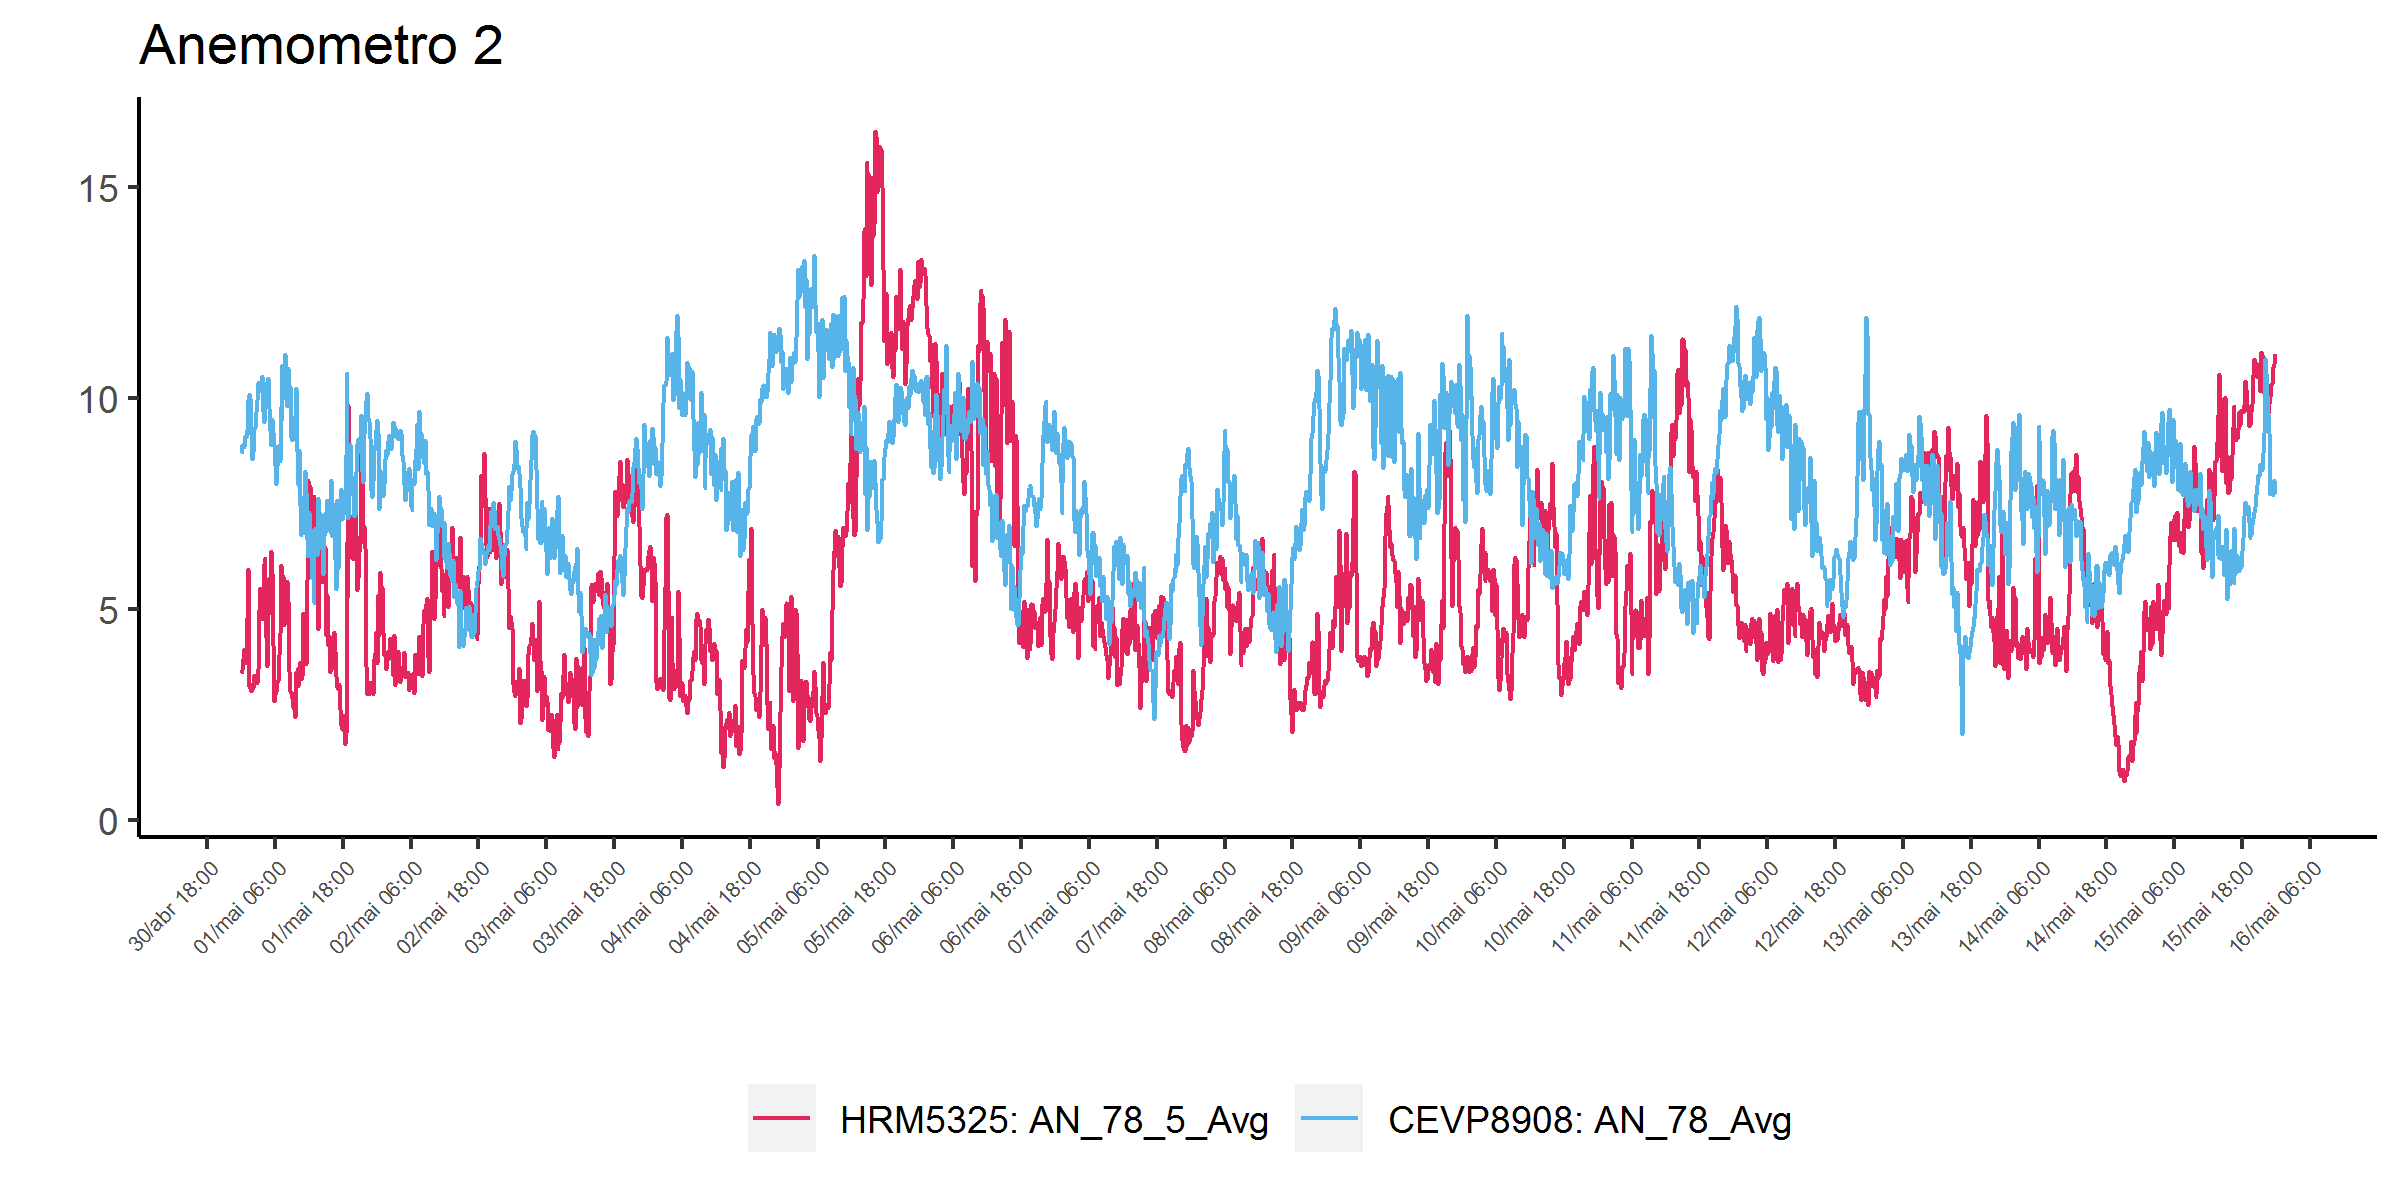 Anemometro 2
15
10
5
0
30/abr 18:00
01/mai 06:00
01/mai 18:00
02/mai 06:00
02/mai 18:00
03/mai 06:00
03/mai 18:00
04/mai 06:00
04/mai 18:00
05/mai 06:00
05/mai 18:00
06/mai 06:00
06/mai 18:00
07/mai 06:00
07/mai 18:00
08/mai 06:00
08/mai 18:00
09/mai 06:00
09/mai 18:00
10/mai 06:00
10/mai 18:00
11/mai 06:00
11/mai 18:00
12/mai 06:00
12/mai 18:00
13/mai 06:00
13/mai 18:00
14/mai 06:00
14/mai 18:00
15/mai 06:00
15/mai 18:00
16/mai 06:00
HRM5325: AN_78_5_Avg
CEVP8908: AN_78_Avg